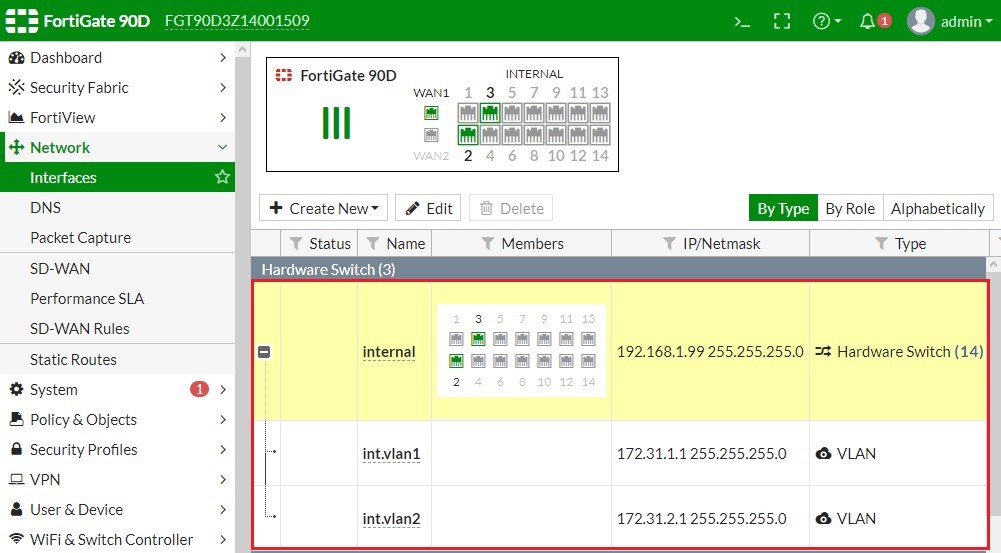 FortiGate 90D FGT90D3Z14001509 >_ 1 admin
Dashboard
Security Fabric
FortiView
Network
Interfaces
DNS
Packet Capture
SD-WAN
Performance SLA
SD-WAN Rules
Static Routes
System 1
Policy & Objects
Security Profiles
VPN
User & Device
WiFi & Switch Controller
FortiGate 90D
INTERNAL
WAN1 1 3 5 7 9 11 13
WAN2 2 4 6 8 10 12 14
Create New Edit Delete
By Type By Role Alphabetically
Status Name Members IP/Netmask Type
Hardware Switch (3)
1 3 5 7 9 11 13
internal 192.168.1.99 255.255.255.0 Hardware Switch (14)
2 4 6 8 10 12 14
int.vlan1 172.31.1.1 255.255.255.0 VLAN
int.vlan2 172.31.2.1 255.255.255.0 VLAN